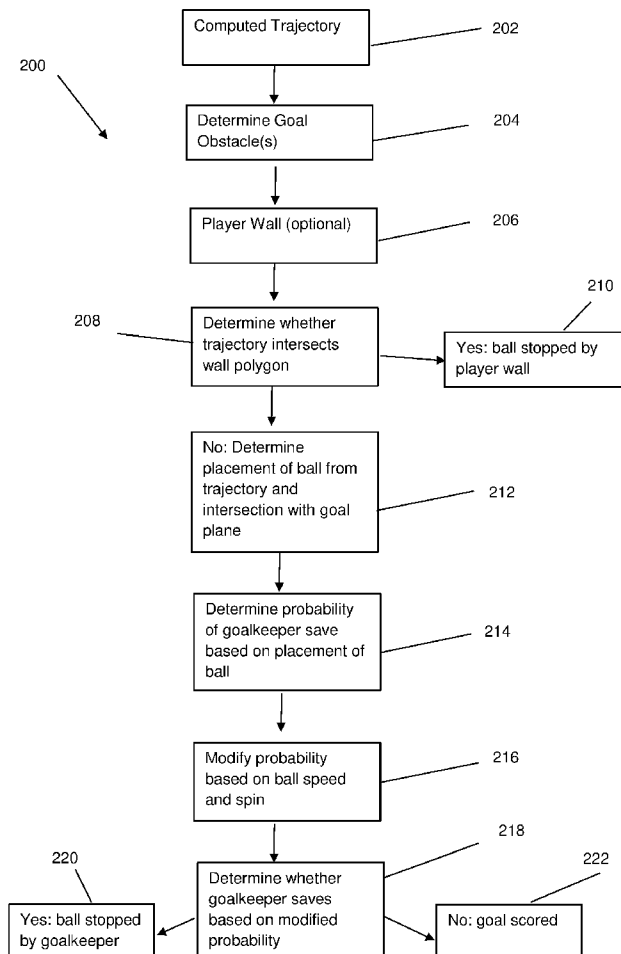 Computed Trajectory
202
200
Determine Goal
Obstacle(s)
204
Player Wall (optional)
206
208
Determine whether
trajectory intersects
wall polygon
210
Yes: ball stopped by
player wall
No: Determine
placement of ball from
trajectory and
intersection with goal
plane
212
Determine probability
of goalkeeper save
based on placement of
ball
214
Modify probability
based on ball speed
and spin
216
218
220
Determine whether
goalkeeper saves
based on modified
probability
222
Yes: ball stopped
by goalkeeper
No: goal scored